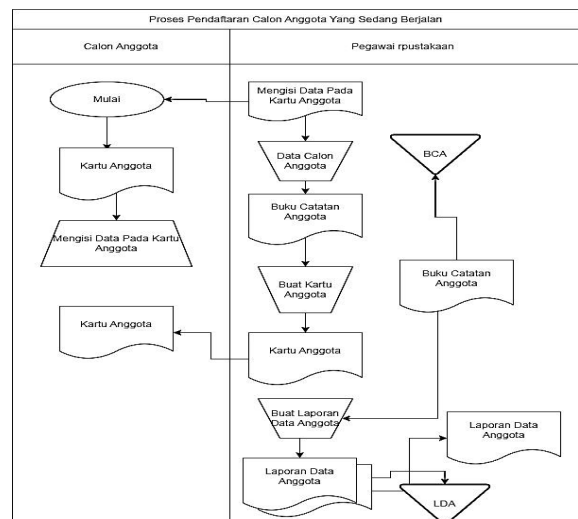 Proses Pendaftaran Calon Anggota Yang Sedang Berjalan
Calon Anggota
Pegawai rpustakaan
Mulai
Kartu Anggota
Mengisi Data Pada Kartu
Anggota
Kartu Anggota
Mengisi Data Pada
Kartu Anggota
Data Calon
Anggota
Buku Catatan
Anggota
Buat Kartu
Anggota
Kartu Anggota
Buat Laporan
Data Anggota
Laporan Data
Anggota
BCA
Buku Catatan
Anggota
Laporan Data
Anggota
LDA